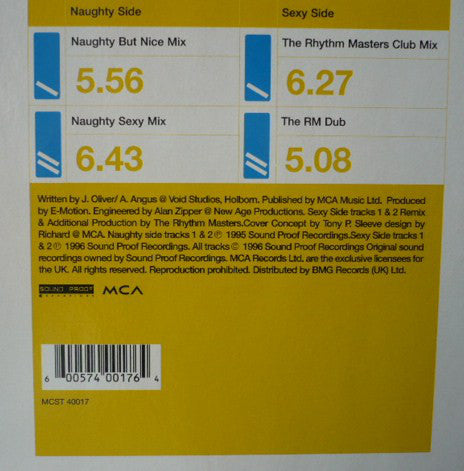 Naughty Side Sexy Side
Naughty But Nice Mix The Rhythm Masters Club Mix
5.56 6.27
Naughty Sexy Mix The RM Dub
6.43 5.08
Written by J. Oliver/ A. Angus @ Void Studios, Holborn. Published by MCA Music Ltd. Produced
by E-Motion. Engineered by Alan Zipper @ New Age Productions. Sexy Side tracks 1 & 2 Remix
& Additional Production by The Rhythm Masters.Cover Concept by Tony P. Sleeve design by
Richard @ MCA. Naughty side tracks 1 & 2 ℗ 1995 Sound Proof Recordings.Sexy Side tracks 1
& 2℗ 1996 Sound Proof Recordings. All tracks © 1996 Sound Proof Recordings Original sound
recordings owned by Sound Proof Recordings. MCA Records Ltd. are the exclusive licensees for
the UK. All rights reserved. Reproduction prohibited. Distributed by BMG Records (UK) Ltd.
SOUND PROOF MCA
RECORDINGS
6 00574 00176 4
MCST 40017